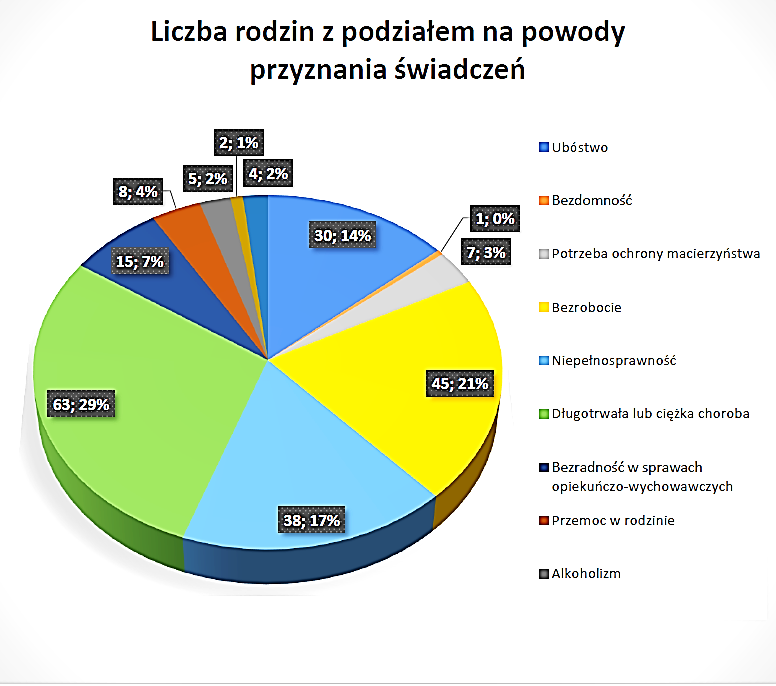 Liczba rodzin z podziałem na powody
przyznania świadczeń
2; 1%
5; 2%
4; 2%
8; 4%
30; 14%
1; 0%
7; 3%
15; 7%
45; 21%
63; 29%
38; 17%
Ubóstwo
Bezdomność
Potrzeba ochrony macierzyństwa
Bezrobocie
Niepełnosprawność
Długotrwała lub ciężka choroba
Bezradność w sprawach
opiekuńczo-wychowawczych
Przemoc w rodzinie
Alkoholizm